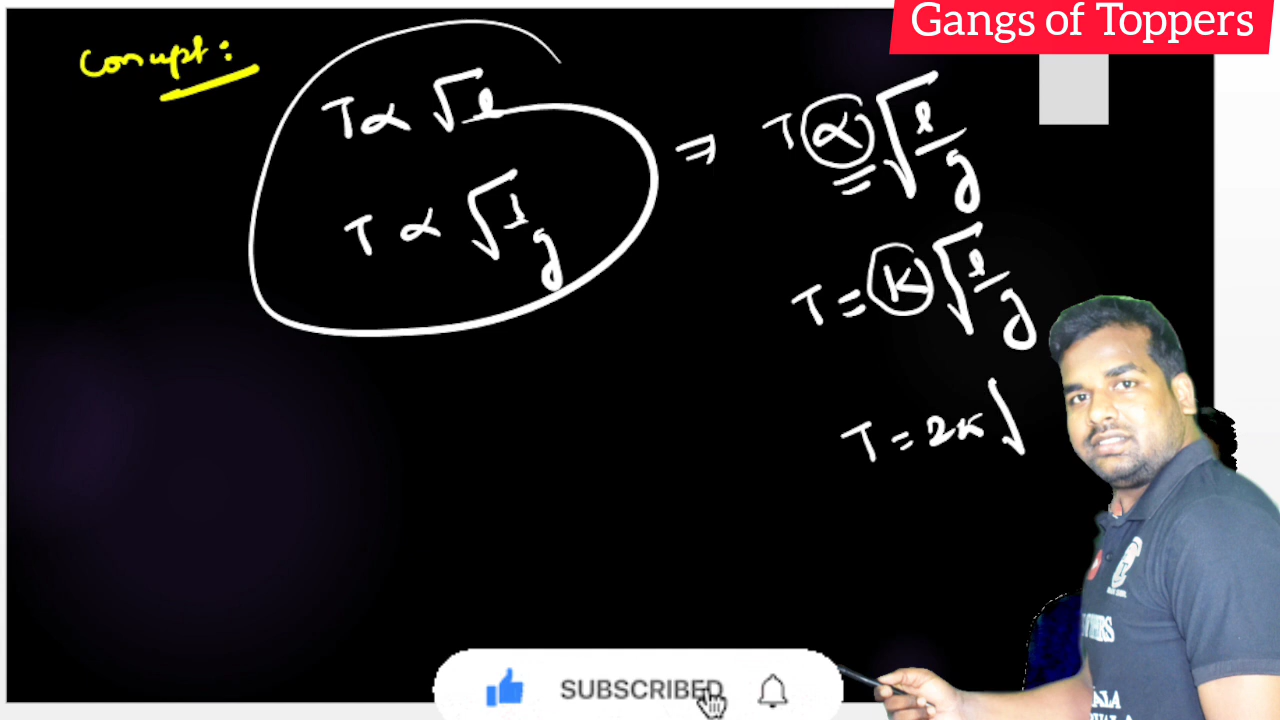 Gangs of Toppers
Concept:
T ∝ √l
T ∝ √1/g
⇒ T ∝ √l/g
T = K √l/g
T = 2π √
SUBSCRIBED